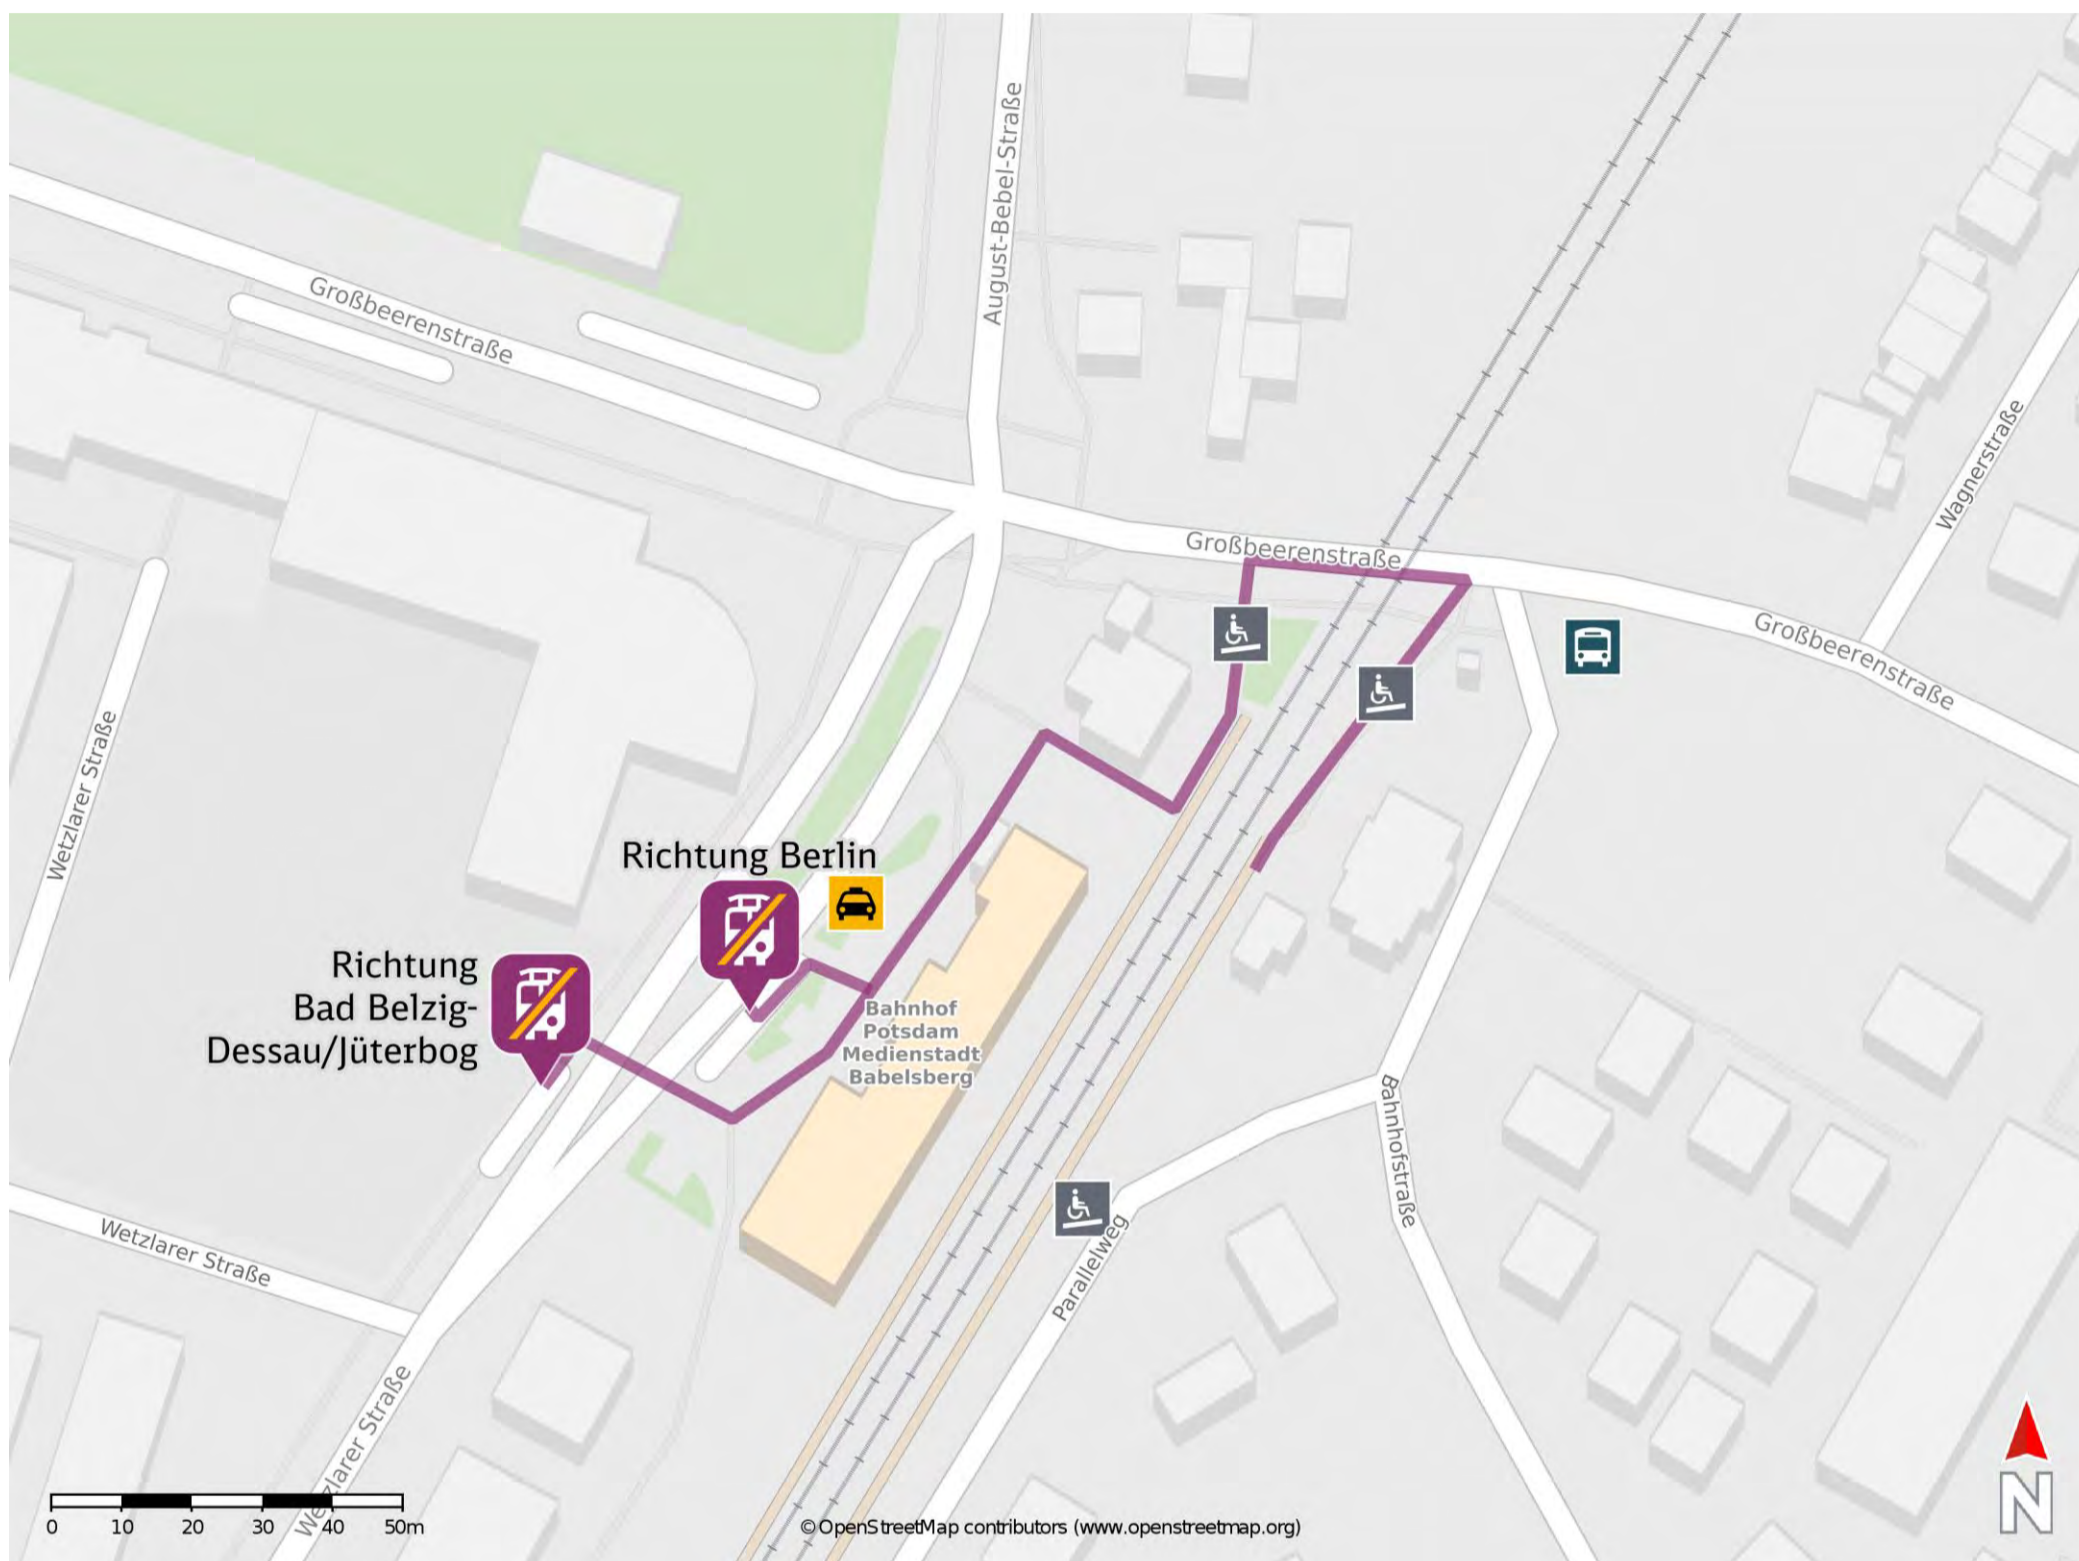 August-Bebel-Straße
Großbeerenstraße
Wagnerstraße
Großbeerenstraße
Großbeerenstraße
Wetzlarer Straße
Richtung Berlin
Richtung
Bad Belzig-
Dessau/Jüterbog
Bahnhof
Potsdam
Medienstadt
Babelsberg
Bahnhofstraße
Parallelweg
Wetzlarer Straße
Wetzlarer Straße
0 10 20 30 40 50m
© OpenStreetMap contributors (www.openstreetmap.org)
N